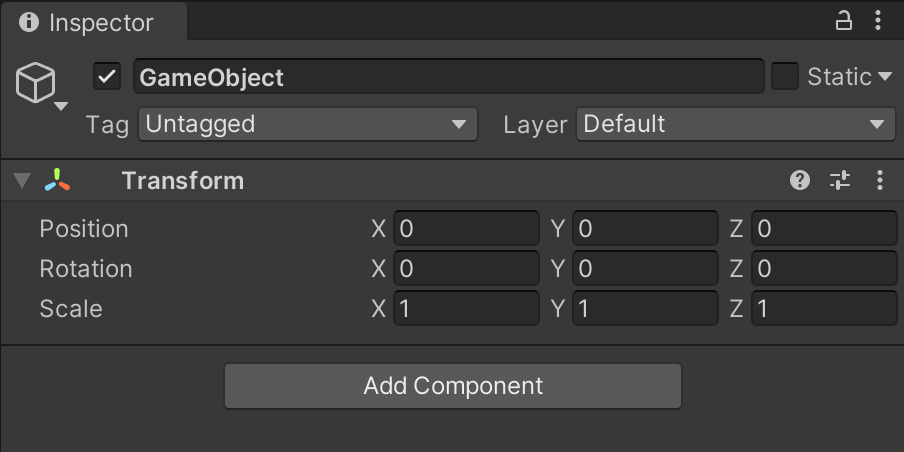 Inspector
GameObject Static
Tag Untagged Layer Default
Transform
Position X 0 Y 0 Z 0
Rotation X 0 Y 0 Z 0
Scale X 1 Y 1 Z 1
Add Component